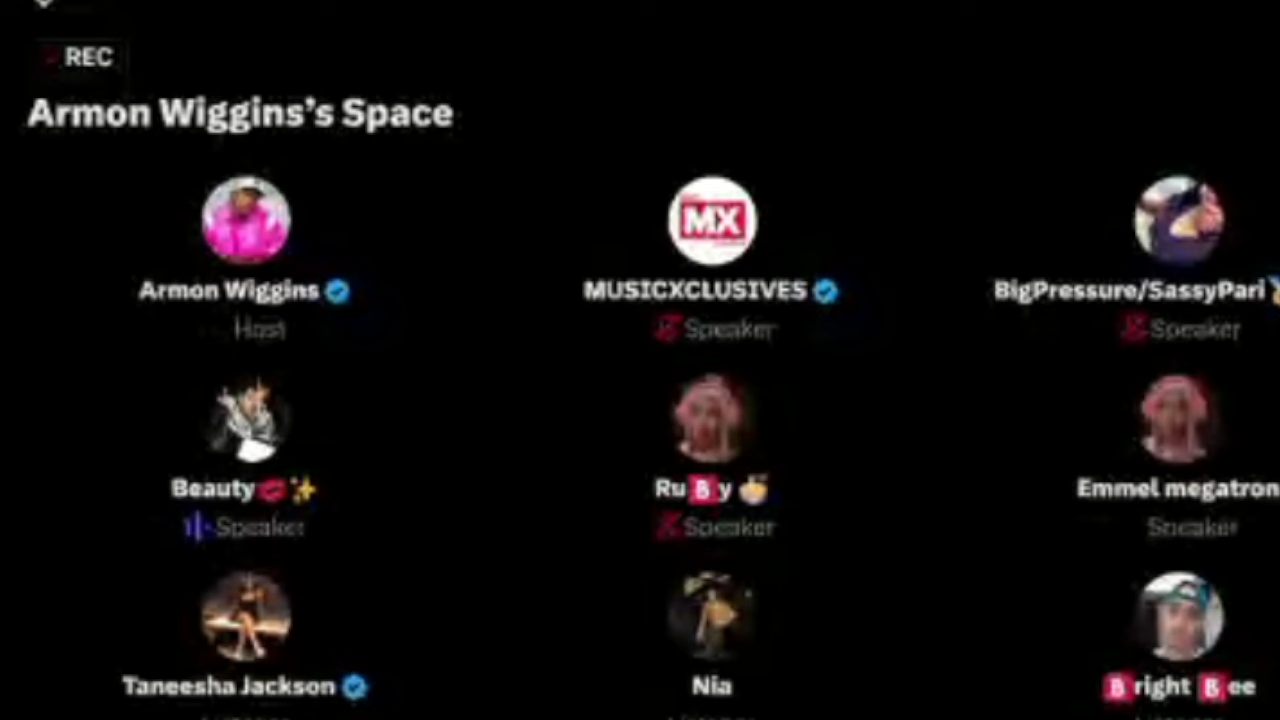 REC
Armon Wiggins's Space
MX
Armon Wiggins MUSICXCLUSIVES BigPressure/SassyPari
Host Speaker Speaker
Beauty💋✨ Ru🅱️y🍜 Emmel megatron
Speaker Speaker Speaker
Taneesha Jackson Nia 🅱️right 🅱️ee